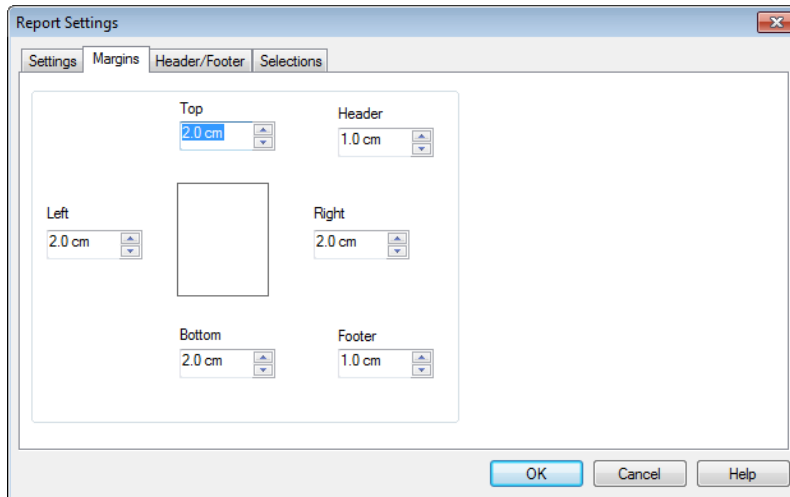 Report Settings
Settings Margins Header/Footer Selections
Top
Header
2.0 cm
1.0 cm
Left
Right
2.0 cm
2.0 cm
Bottom
Footer
2.0 cm
1.0 cm
OK Cancel Help